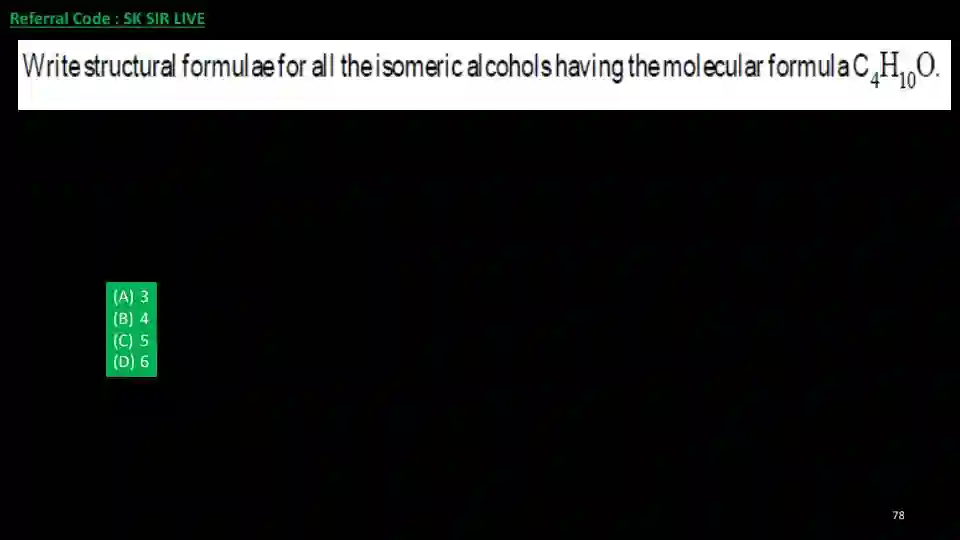 Referral Code : SK SIR LIVE
Write structural formulae for all the isomeric alcohols having the molecular formula C₄H₁₀O.
(A) 3
(B) 4
(C) 5
(D) 6
78